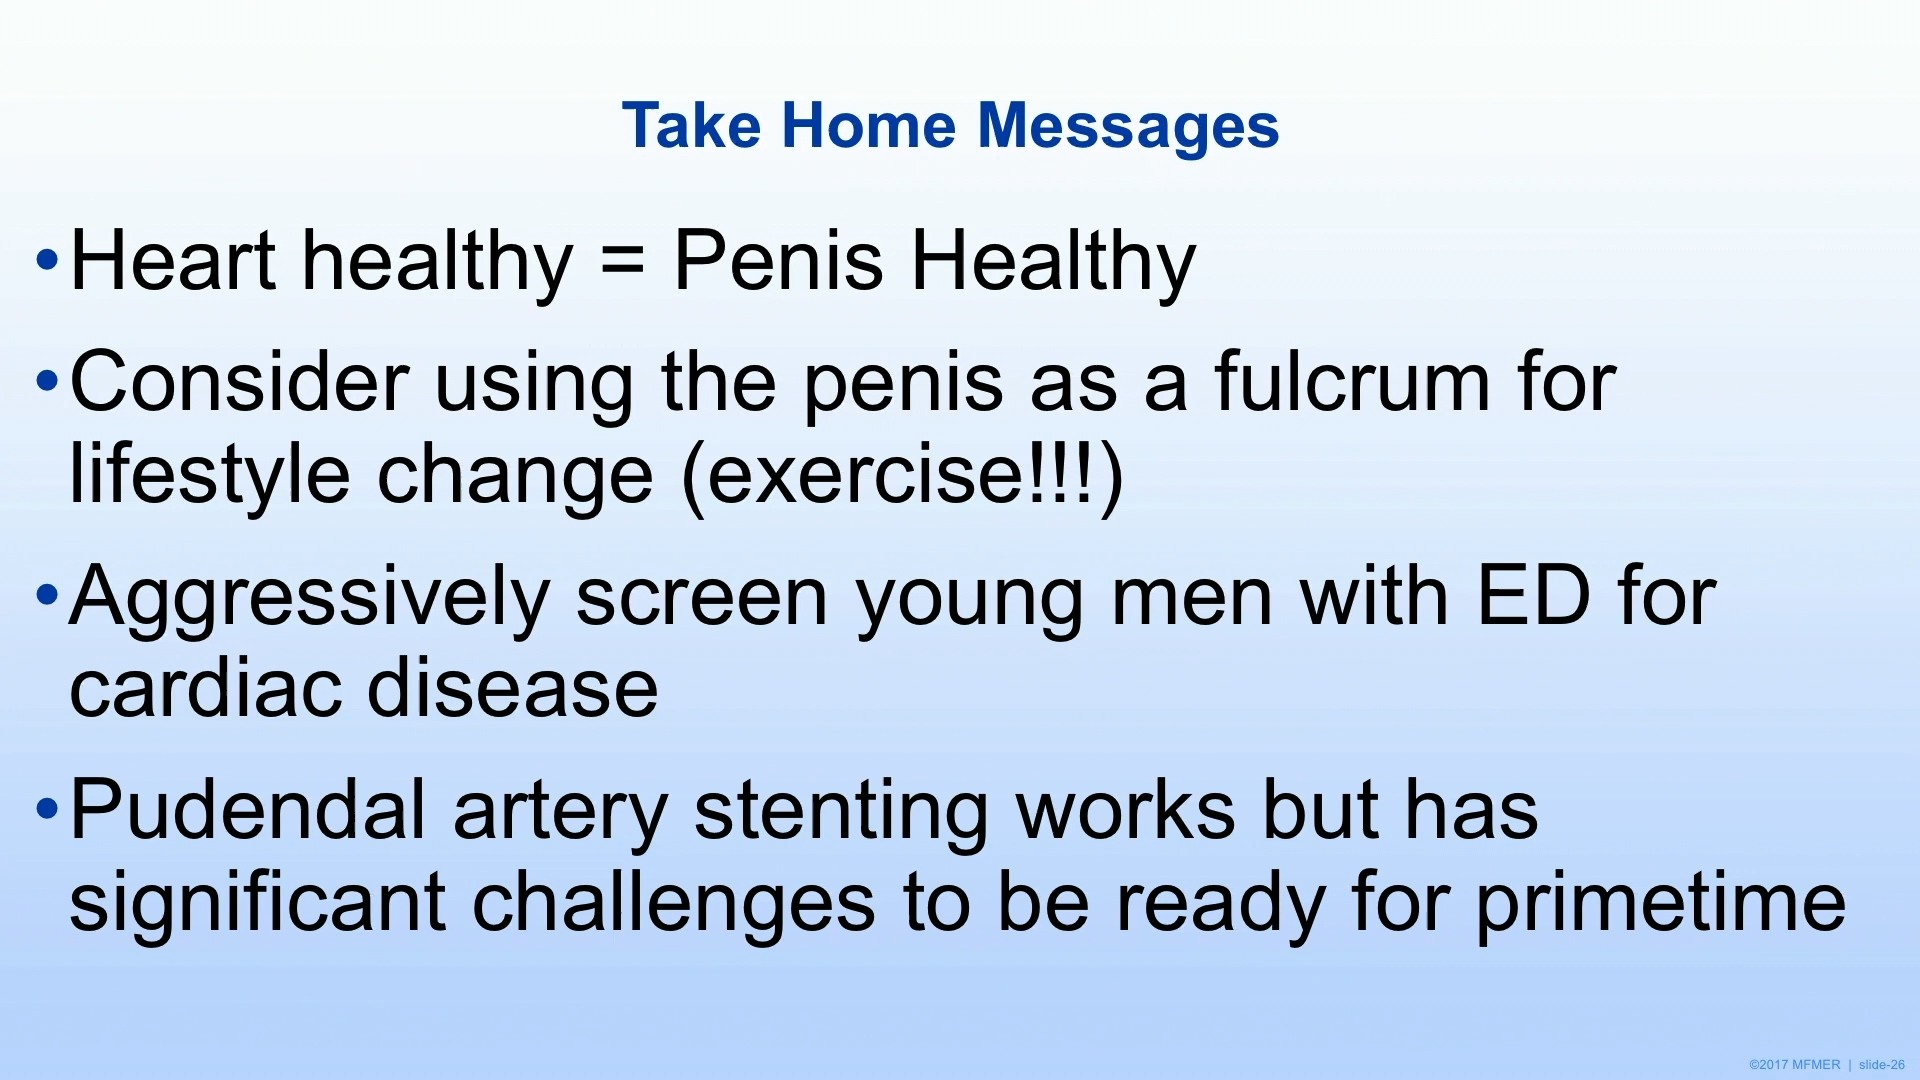 Take Home Messages
•Heart healthy = Penis Healthy
•Consider using the penis as a fulcrum for
lifestyle change (exercise!!!)
•Aggressively screen young men with ED for
cardiac disease
•Pudendal artery stenting works but has
significant challenges to be ready for primetime
©2017 MFMER | slide-26